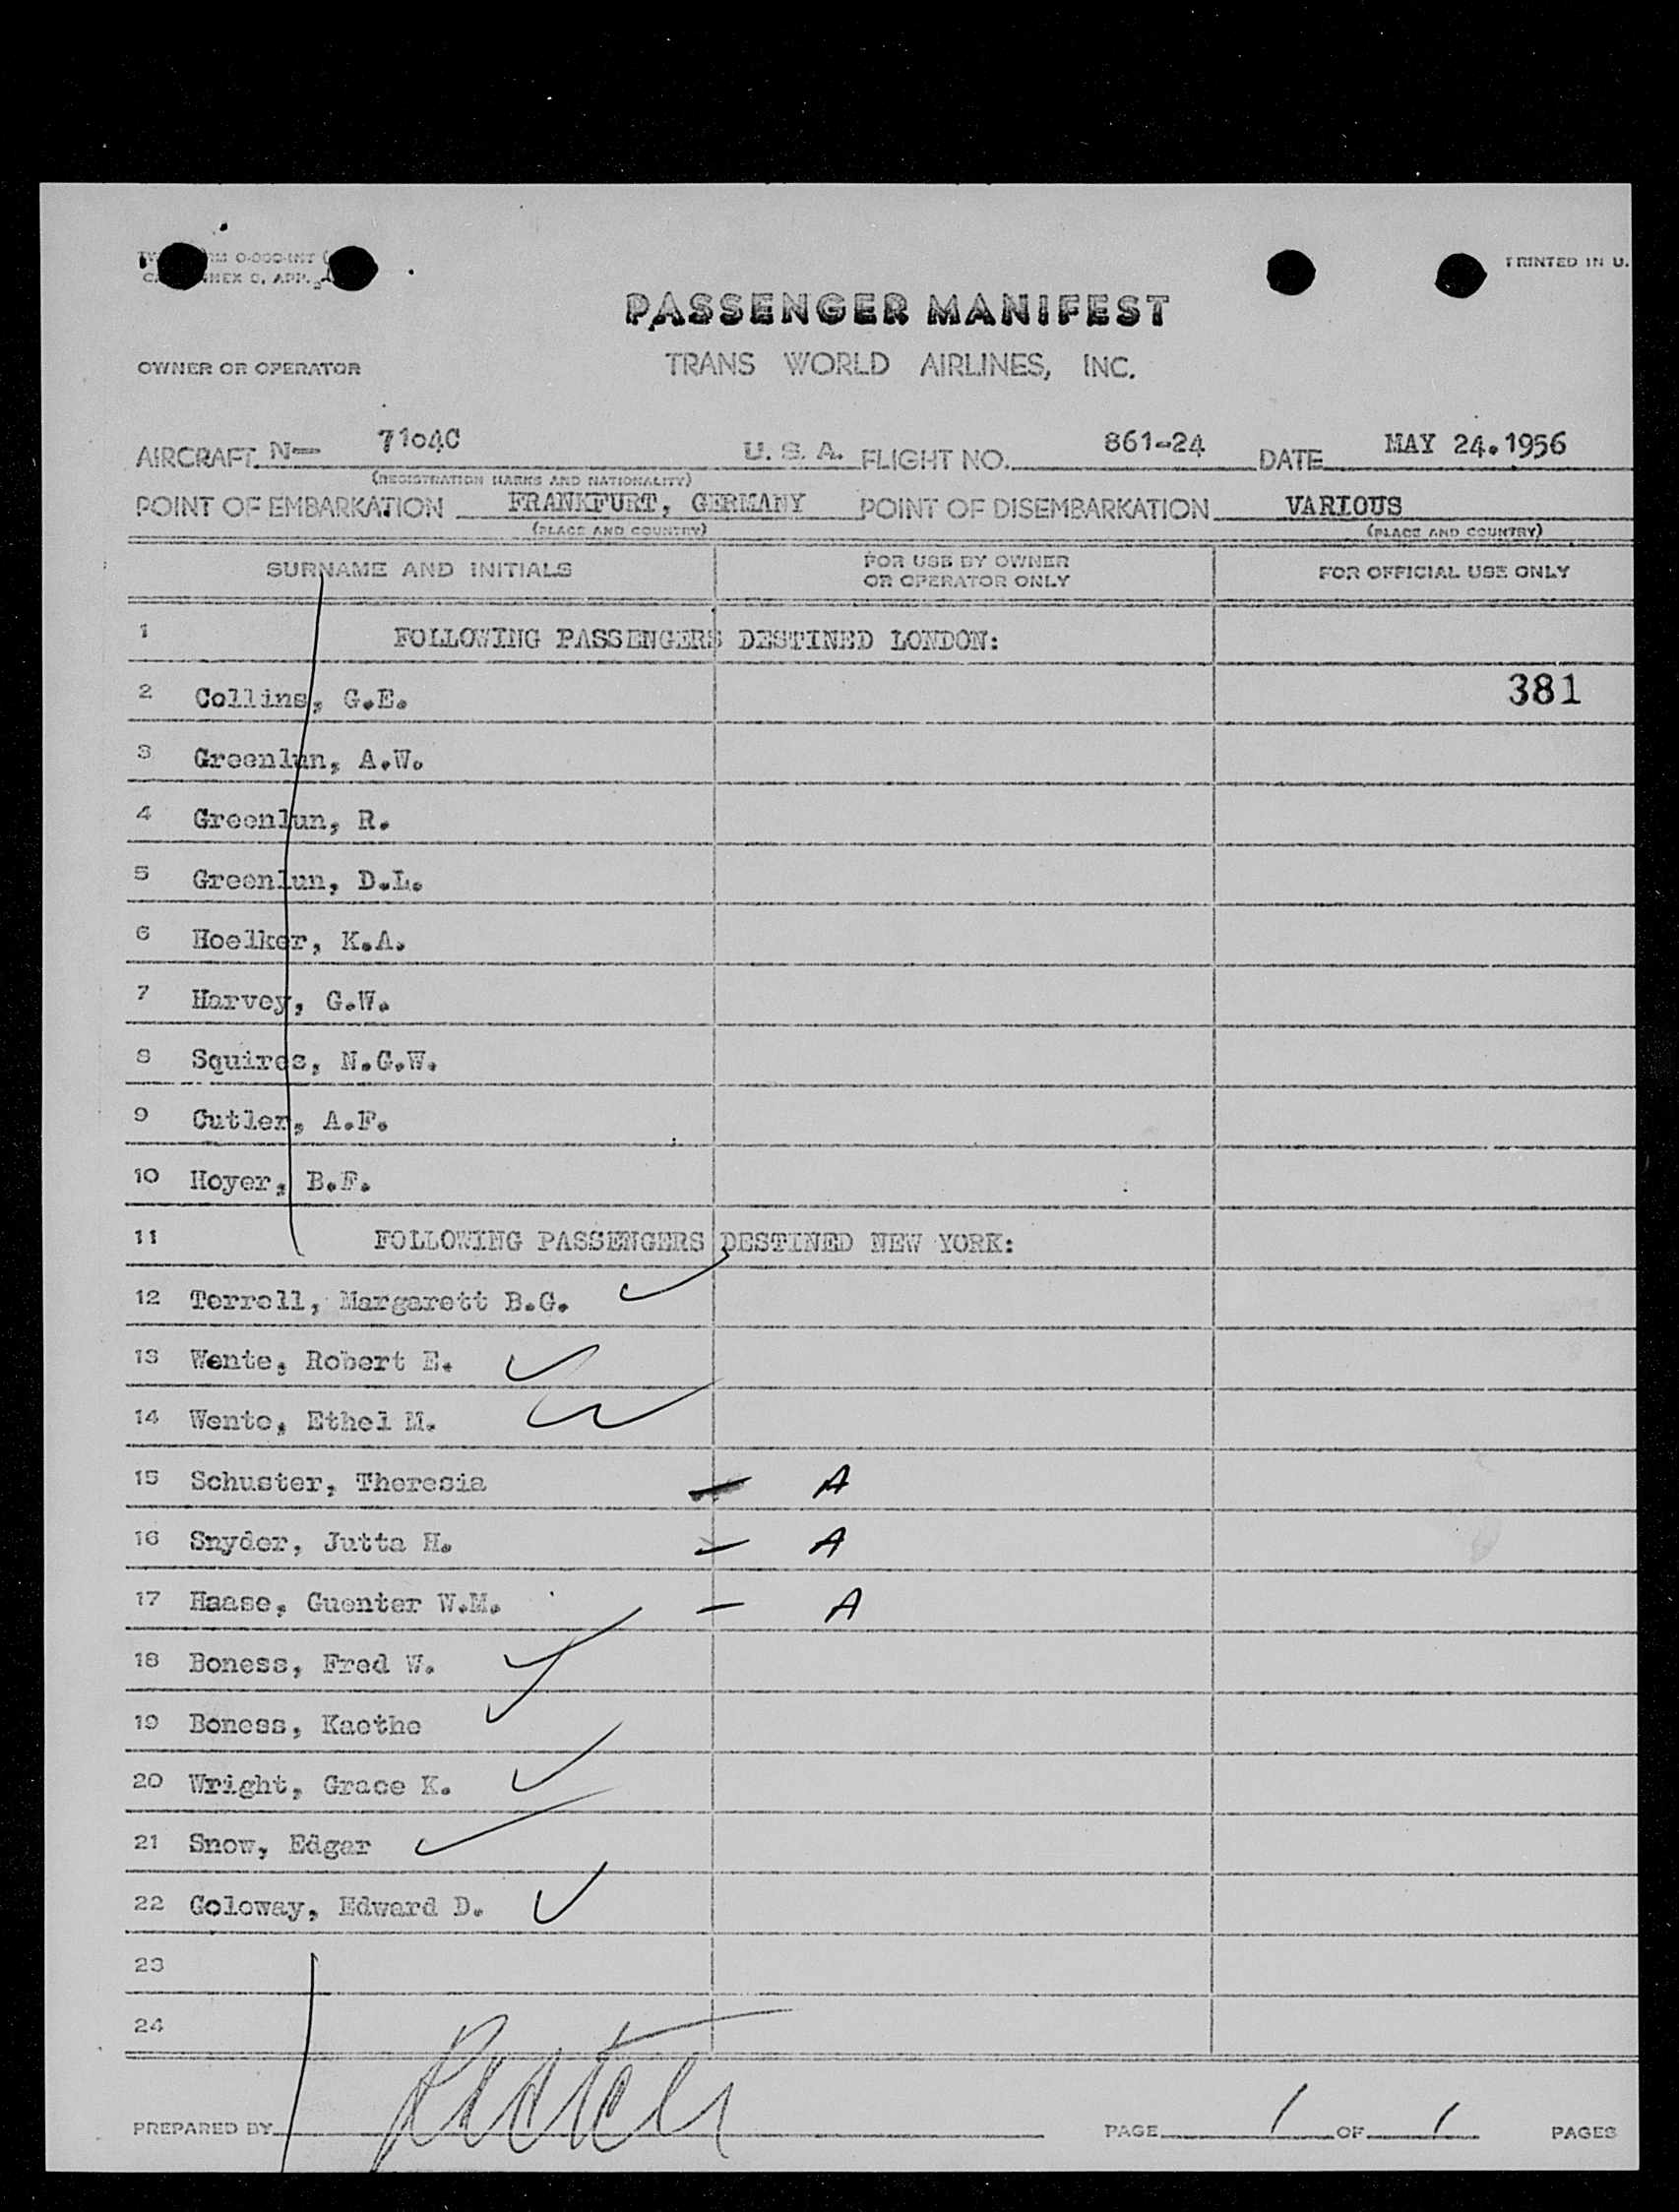 PRINTED IN U.
PASSENGER MANIFEST
OWNER OR OPERATOR TRANS WORLD AIRLINES, INC.
AIRCRAFT N— 7104C U. S. A. FLIGHT NO. 861-24 DATE MAY 24.1956
(REGISTRATION MARKS AND NATIONALITY)
POINT OF EMBARKATION FRANKFURT, GERMANY POINT OF DISEMBARKATION VARIOUS
(PLACE AND COUNTRY) (PLACE AND COUNTRY)
SURNAME AND INITIALS FOR USE BY OWNER OR OPERATOR ONLY FOR OFFICIAL USE ONLY
1 FOLLOWING PASSENGERS DESTINED LONDON:
2 Collins, G.E. 381
3 Greenlun, A.W.
4 Greenlun, R.
5 Greenlun, D.L.
6 Hoelker, K.A.
7 Harvey, G.W.
8 Squires, N.G.W.
9 Cutler, A.F.
10 Hoyer, B.F.
11 FOLLOWING PASSENGERS DESTINED NEW YORK:
12 Terrell, Margarett B.G.
13 Wente, Robert E.
14 Wente, Ethel M.
15 Schuster, Theresia — A
16 Snyder, Jutta H. — A
17 Haase, Guenter W.M. — A
18 Boness, Fred W.
19 Boness, Kaethe
20 Wright, Grace K.
21 Snow, Edgar
22 Goloway, Edward D.
23
24
PREPARED BY PAGE 1 OF 1 PAGES